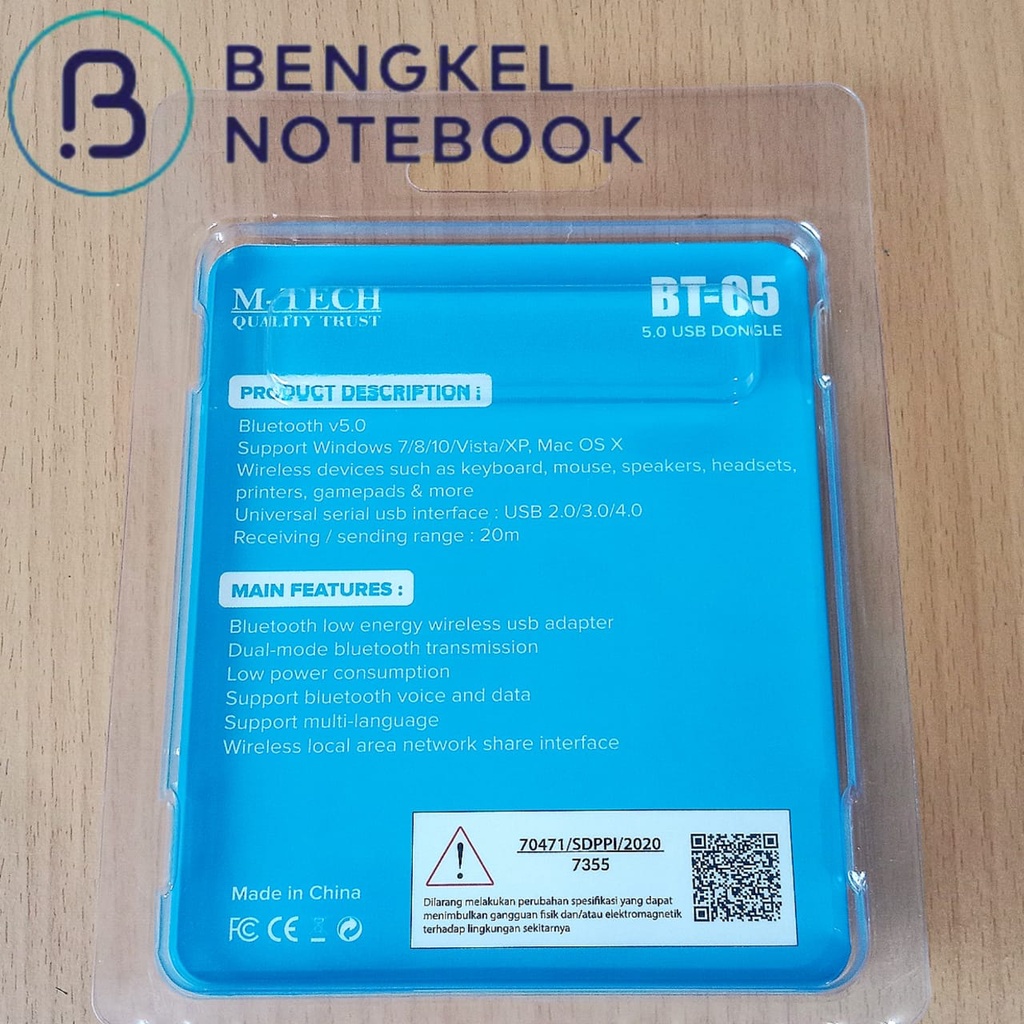 BENGKEL
NOTEBOOK
M-TECH
QUALITY TRUST
BT-05
5.0 USB DONGLE
PRODUCT DESCRIPTION :
Bluetooth v5.0
Support Windows 7/8/10/Vista/XP, Mac OS X
Wireless devices such as keyboard, mouse, speakers, headsets,
printers, gamepads & more
Universal serial usb interface : USB 2.0/3.0/4.0
Receiving / sending range : 20m
MAIN FEATURES :
Bluetooth low energy wireless usb adapter
Dual-mode bluetooth transmission
Low power consumption
Support bluetooth voice and data
Support multi-language
Wireless local area network share interface
Made in China
FC CE
70471/SDPPI/2020
7355
Dilarang melakukan perubahan spesifikasi yang dapat
menimbulkan gangguan fisik dan/atau elektromagnetik
terhadap lingkungan sekitarnya